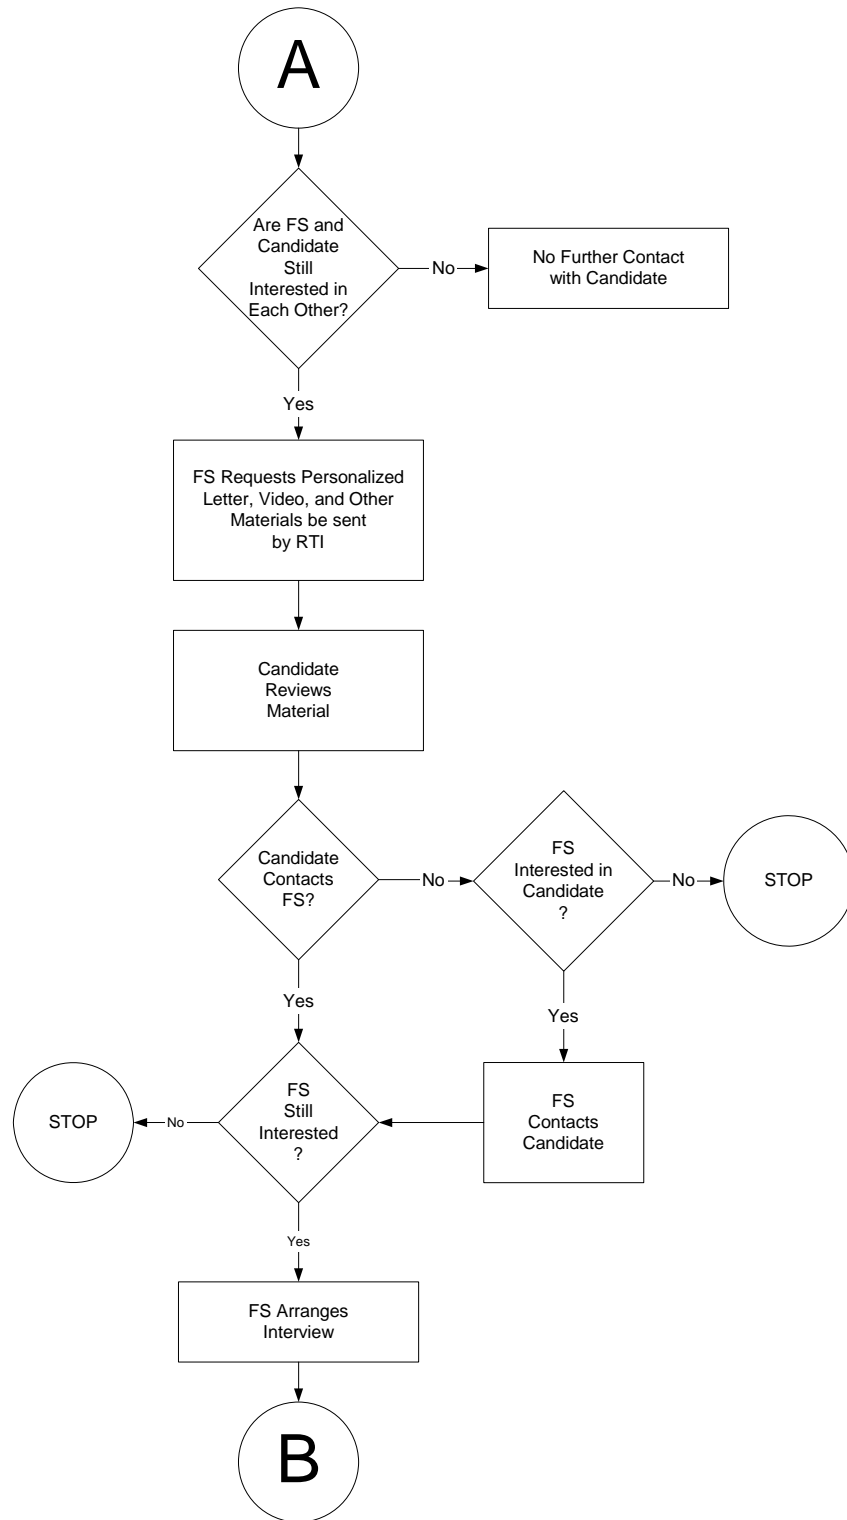 A
Are FS and
Candidate
Still
Interested in
Each Other?
No
No Further Contact
with Candidate
Yes
FS Requests Personalized
Letter, Video, and Other
Materials be sent
by RTI
Candidate
Reviews
Material
Candidate
Contacts
FS?
No
FS
Interested in
Candidate
?
No
STOP
Yes
Yes
FS
Contacts
Candidate
FS
Still
Interested
?
No
STOP
Yes
FS Arranges
Interview
B